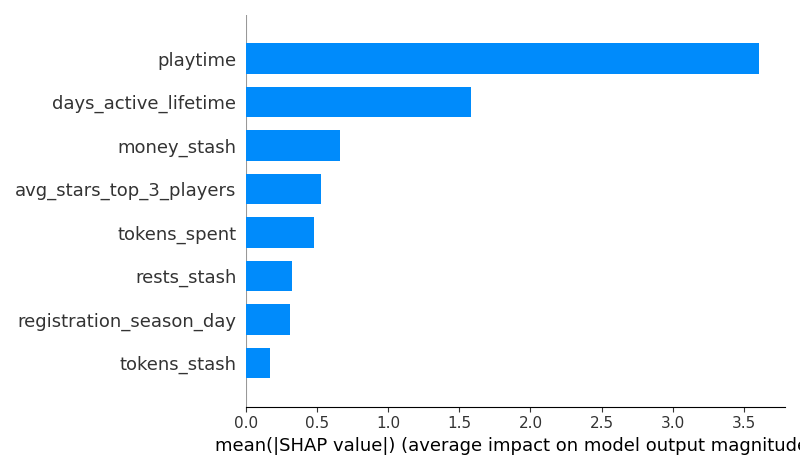 playtime
days_active_lifetime
money_stash
avg_stars_top_3_players
tokens_spent
rests_stash
registration_season_day
tokens_stash
0.0 0.5 1.0 1.5 2.0 2.5 3.0 3.5
mean(|SHAP value|) (average impact on model output magnitude